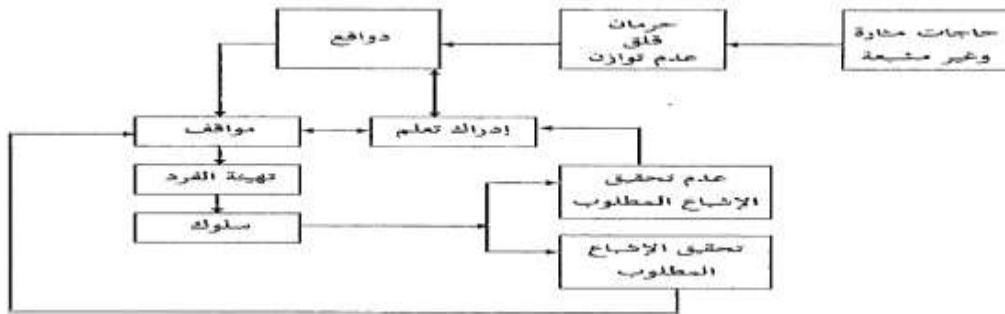 حاجات مثارة
وغير مشبعة
حرمان
قلق
عدم توازن
دوافع
مواقف
إدراك تعلم
تهيئة الفرد
سلوك
عدم تحقيق
الإشباع المطلوب
تحقيق الإشباع
المطلوب